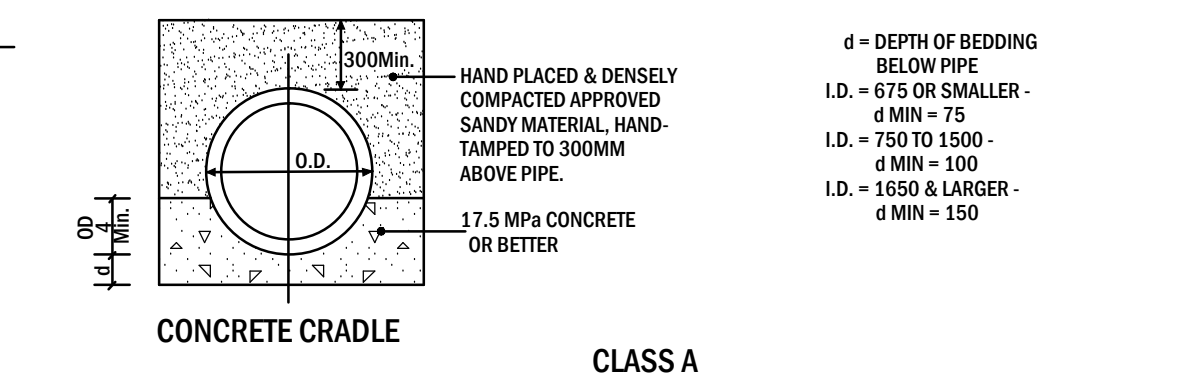 300Min.
HAND PLACED & DENSELY
COMPACTED APPROVED
SANDY MATERIAL, HAND-
TAMPED TO 300MM
ABOVE PIPE.
O.D.
17.5 MPa CONCRETE
OR BETTER
OD
4
Min.
d
CONCRETE CRADLE
CLASS A
d = DEPTH OF BEDDING
BELOW PIPE
I.D. = 675 OR SMALLER -
d MIN = 75
I.D. = 750 TO 1500 -
d MIN = 100
I.D. = 1650 & LARGER -
d MIN = 150